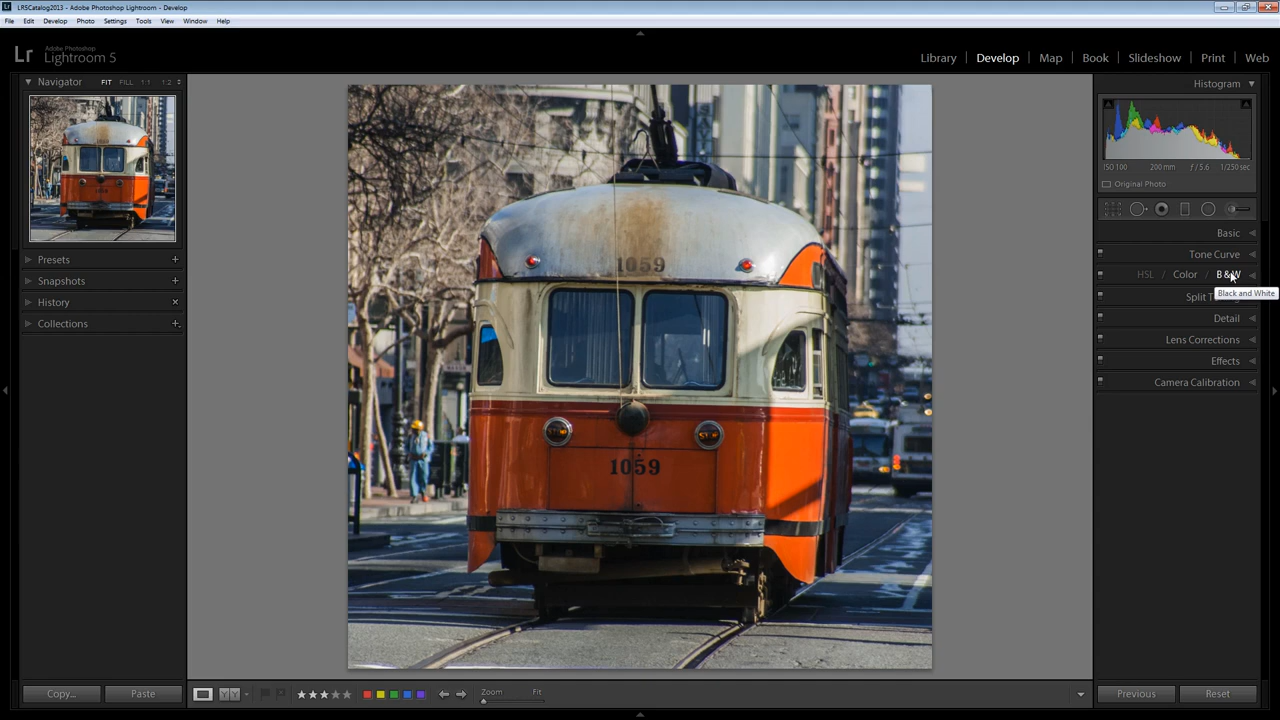 LRSCatalog2013 - Adobe Photoshop Lightroom - Develop
File Edit Develop Photo Settings Tools View Window Help
Lr Adobe Photoshop Lightroom 5
Library | Develop | Map | Book | Slideshow | Print | Web
Navigator FIT FILL 1:1 1:2
Histogram
ISO 100 200 mm f / 5.6 1/250 sec
Original Photo
Basic
Tone Curve
HSL / Color / B & W
Black and White
Split T
Detail
Lens Corrections
Effects
Camera Calibration
Presets
Snapshots
History
Collections
1059
1059
Copy... Paste
Zoom Fit
Previous Reset